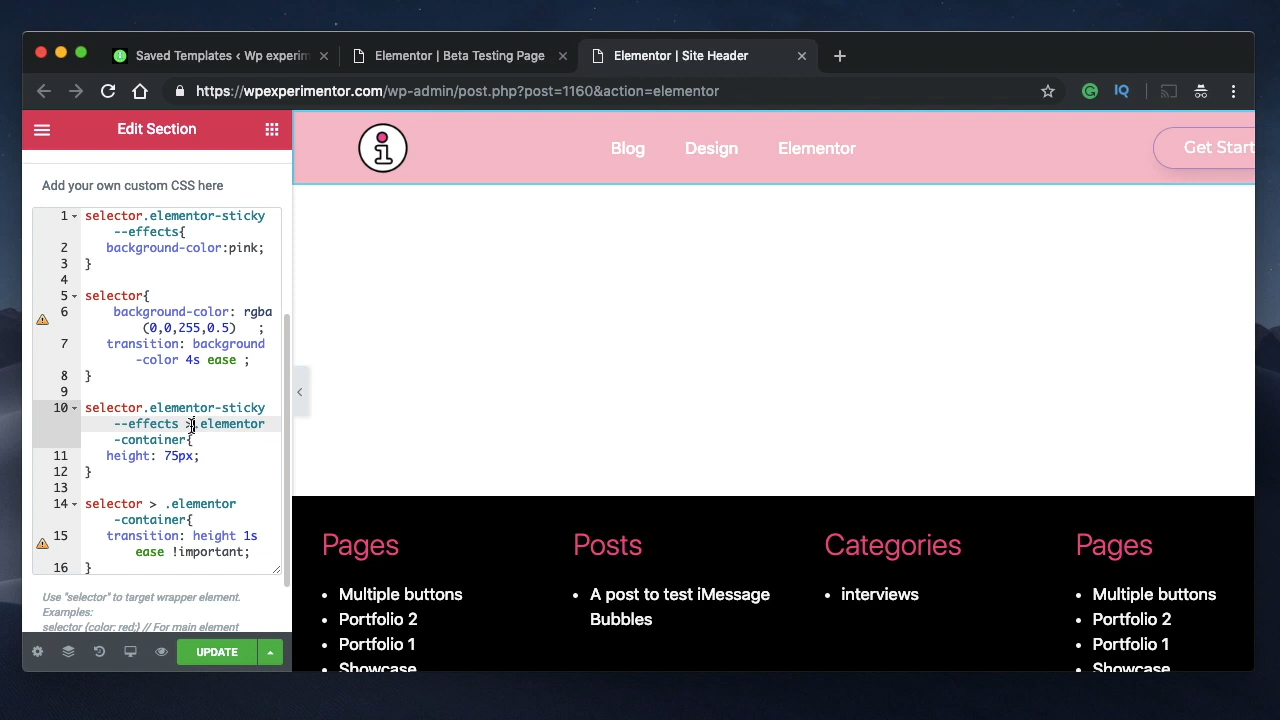 Saved Templates ‹ Wp experim
Elementor | Beta Testing Page
Elementor | Site Header
https://wpexperimentor.com/wp-admin/post.php?post=1160&action=elementor
IQ
Edit Section
Add your own custom CSS here
1 selector.elementor-sticky
--effects{
2 background-color:pink;
3 }
4
5 selector{
6 background-color: rgba
(0,0,255,0.5) ;
7 transition: background
-color 4s ease ;
8 }
9
10 selector.elementor-sticky
--effects >.elementor
-container{
11 height: 75px;
12 }
13
14 selector > .elementor
-container{
15 transition: height 1s
ease !important;
16 }
Use "selector" to target wrapper element.
Examples:
selector {color: red;} // For main element
UPDATE
i
Blog
Design
Elementor
Get Start
Pages
• Multiple buttons
• Portfolio 2
• Portfolio 1
• Showcase
Posts
• A post to test iMessage
Bubbles
Categories
• interviews
Pages
• Multiple buttons
• Portfolio 2
• Portfolio 1
• Showcase